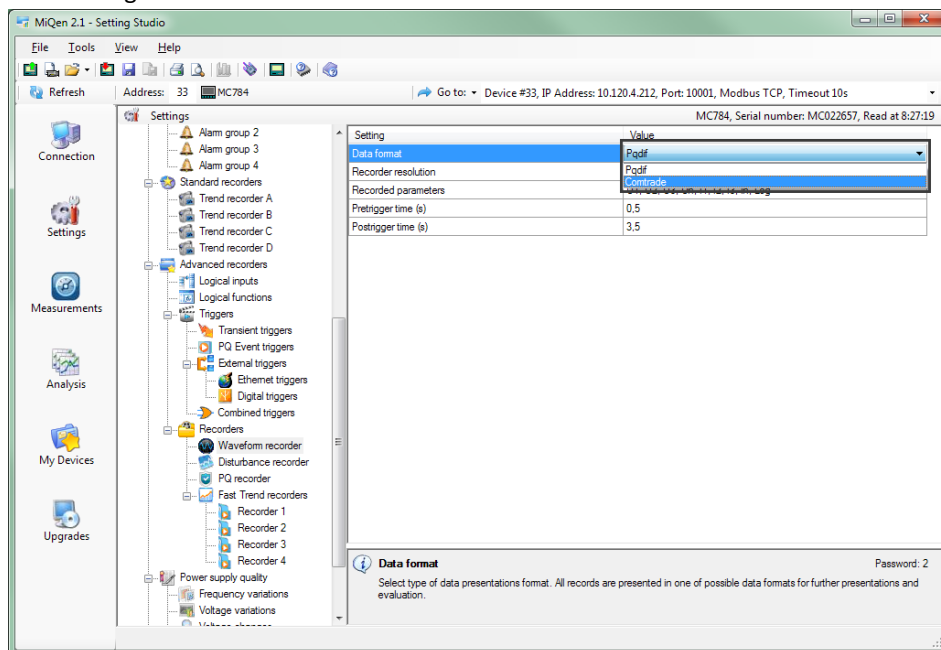 MiQen 2.1 - Setting Studio
File Tools View Help
Refresh Address: 33 MC784 Go to: Device #33, IP Address: 10.120.4.212, Port: 10001, Modbus TCP, Timeout 10s
Settings MC784, Serial number: MC022657, Read at 8:27:19
Connection
Settings
Measurements
Analysis
My Devices
Upgrades
Alarm group 2
Alarm group 3
Alarm group 4
Standard recorders
Trend recorder A
Trend recorder B
Trend recorder C
Trend recorder D
Advanced recorders
Logical inputs
Logical functions
Triggers
Transient triggers
PQ Event triggers
External triggers
Ethernet triggers
Digital triggers
Combined triggers
Recorders
Waveform recorder
Disturbance recorder
PQ recorder
Fast Trend recorders
Recorder 1
Recorder 2
Recorder 3
Recorder 4
Power supply quality
Frequency variations
Voltage variations
Setting Value
Data format Pqdif
Pqdif
Comtrade
Recorder resolution
Recorded parameters
Pretrigger time (s) 0,5
Postrigger time (s) 3,5
Data format Password: 2
Select type of data presentations format. All records are presented in one of possible data formats for further presentations and
evaluation.